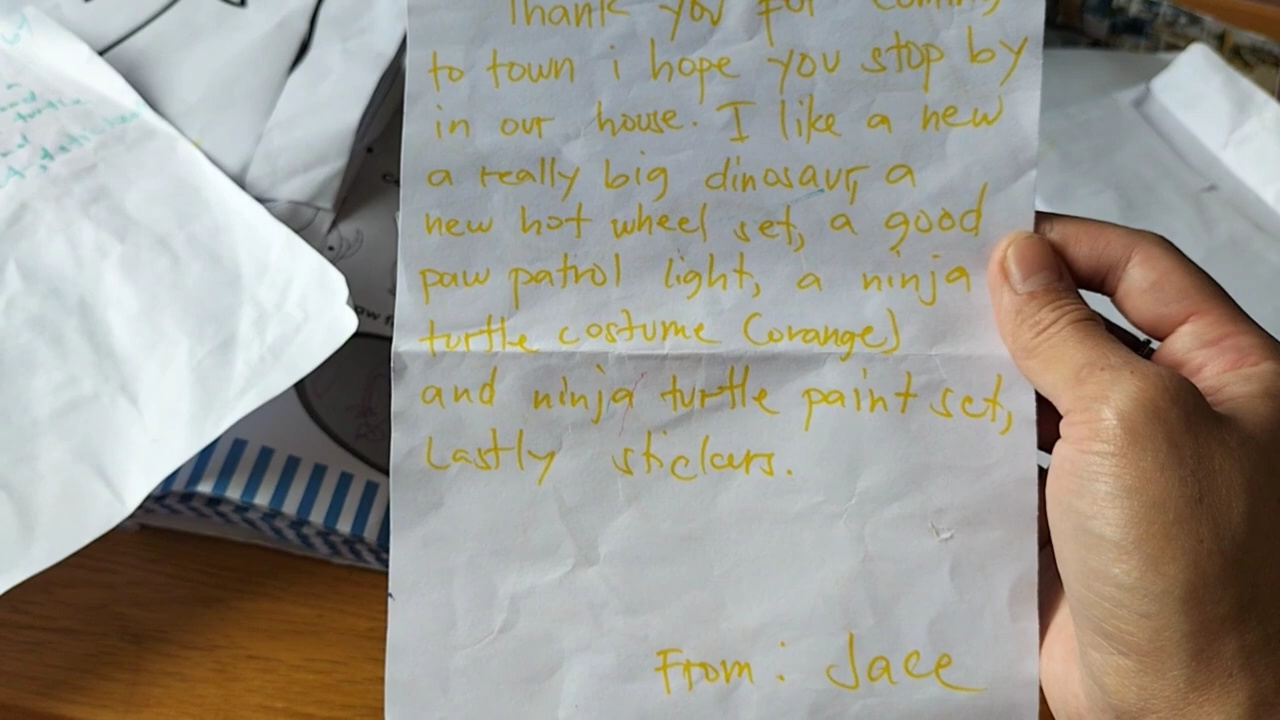 Thank you for coming
to town i hope you stop by
in our house. I like a new
a really big dinosaur, a
new hot wheel set, a good
paw patrol light, a ninja
turtle costume (orange)
and ninja turtle paint set,
Lastly stickers.
From: Jace